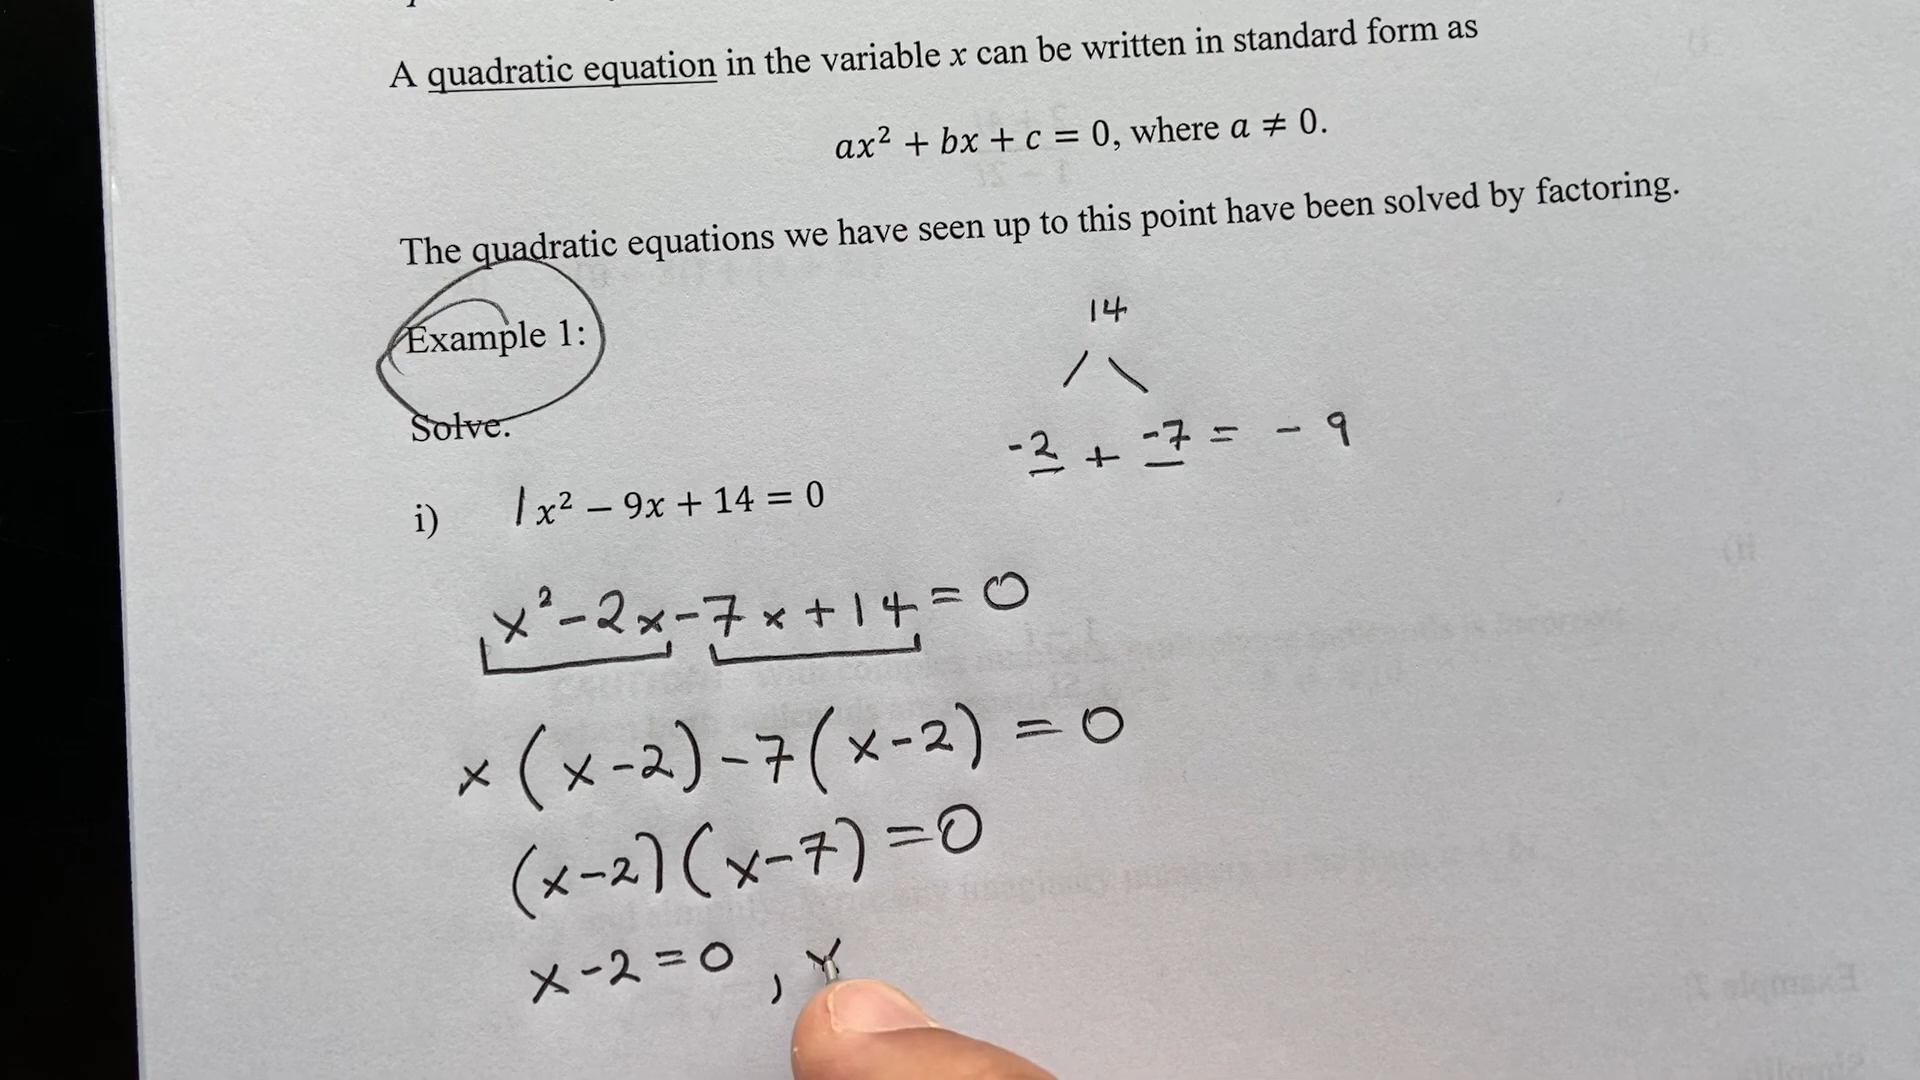 A quadratic equation in the variable x can be written in standard form as
ax² + bx + c = 0, where a ≠ 0.
The quadratic equations we have seen up to this point have been solved by factoring.
Example 1:
14
Solve.
-2 + -7 = - 9
i) 1x² − 9x + 14 = 0
x² - 2x - 7x + 14 = 0
x (x - 2) - 7 (x - 2) = 0
(x - 2) (x - 7) = 0
x - 2 = 0 , x